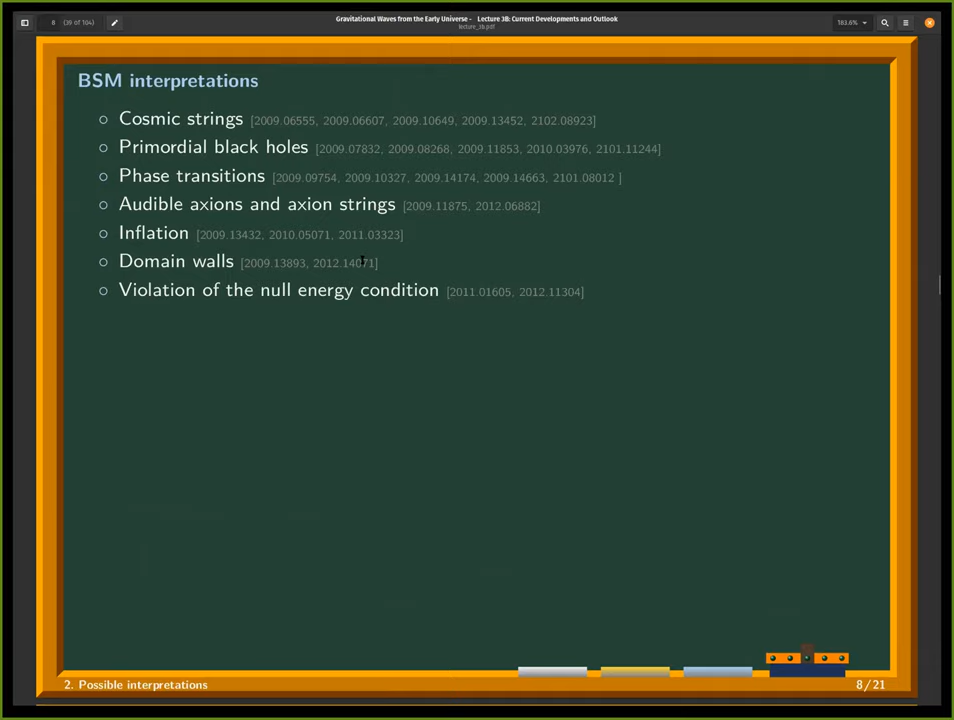 Gravitational Waves from the Early Universe - Lecture 3B: Current Developments and Outlook
lecture_3b.pdf
(39 of 104)
183.6%
BSM interpretations
Cosmic strings [2009.06555, 2009.06607, 2009.10649, 2009.13452, 2102.08923]
Primordial black holes [2009.07832, 2009.08268, 2009.11853, 2010.03976, 2101.11244]
Phase transitions [2009.09754, 2009.10327, 2009.14174, 2009.14663, 2101.08012 ]
Audible axions and axion strings [2009.11875, 2012.06882]
Inflation [2009.13432, 2010.05071, 2011.03323]
Domain walls [2009.13893, 2012.14071]
Violation of the null energy condition [2011.01605, 2012.11304]
2. Possible interpretations
8/21